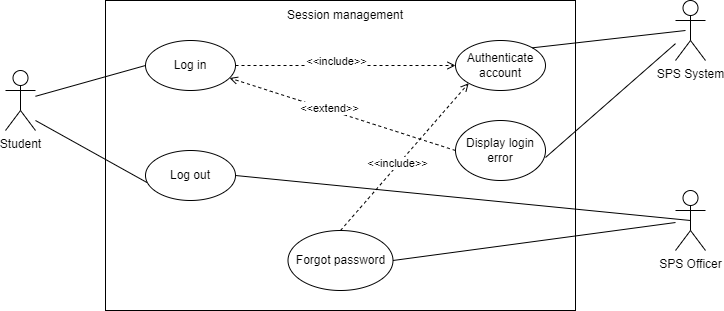 Session management
Log in
<<include>>
Authenticate
account
SPS System
<<extend>>
Student
Display login
error
<<include>>
Log out
Forgot password
SPS Officer